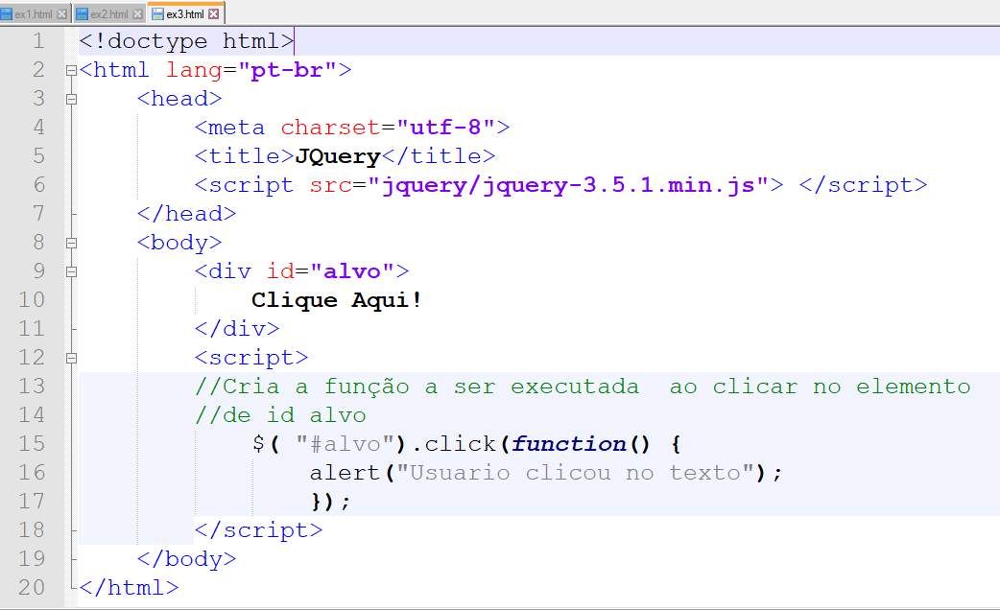 ex1.html ex2.html ex3.html
1 <!doctype html>
2 <html lang="pt-br">
3 <head>
4 <meta charset="utf-8">
5 <title>JQuery</title>
6 <script src="jquery/jquery-3.5.1.min.js"> </script>
7 </head>
8 <body>
9 <div id="alvo">
10 Clique Aqui!
11 </div>
12 <script>
13 //Cria a função a ser executada  ao clicar no elemento
14 //de id alvo
15 $( "#alvo").click(function() {
16 alert("Usuario clicou no texto");
17 });
18 </script>
19 </body>
20 </html>